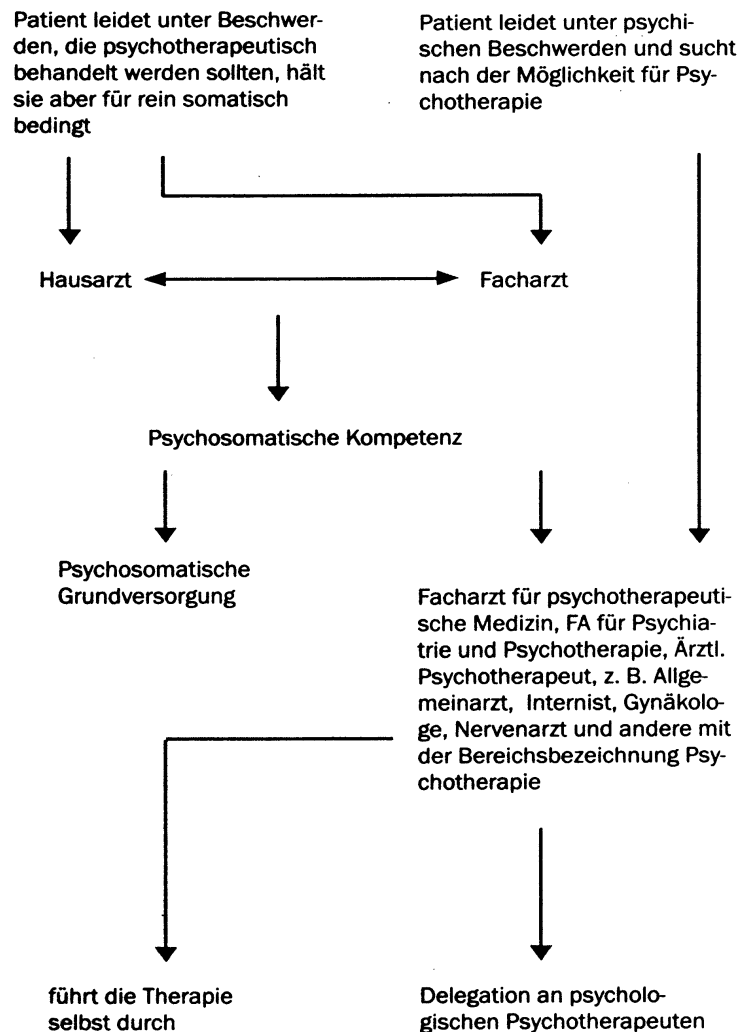 Patient leidet unter Beschwer-
den, die psychotherapeutisch
behandelt werden sollten, hält
sie aber für rein somatisch
bedingt
Patient leidet unter psychi-
schen Beschwerden und sucht
nach der Möglichkeit für Psy-
chotherapie
Hausarzt
Facharzt
Psychosomatische Kompetenz
Psychosomatische
Grundversorgung
Facharzt für psychotherapeuti-
sche Medizin, FA für Psychia-
trie und Psychotherapie, Ärztl.
Psychotherapeut, z. B. Allge-
meinarzt, Internist, Gynäkolo-
ge, Nervenarzt und andere mit
der Bereichsbezeichnung Psy-
chotherapie
führt die Therapie
selbst durch
Delegation an psycholo-
gischen Psychotherapeuten